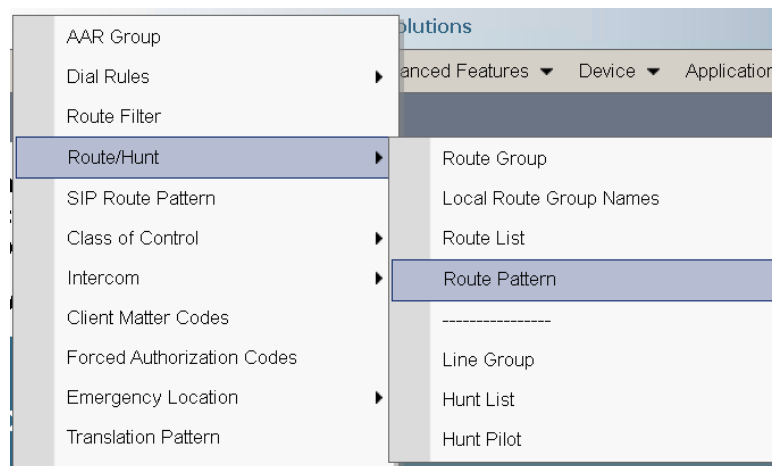 olutions
anced Features Device Application
AAR Group
Dial Rules
Route Filter
Route/Hunt
SIP Route Pattern
Class of Control
Intercom
Client Matter Codes
Forced Authorization Codes
Emergency Location
Translation Pattern
Route Group
Local Route Group Names
Route List
Route Pattern
----------------
Line Group
Hunt List
Hunt Pilot